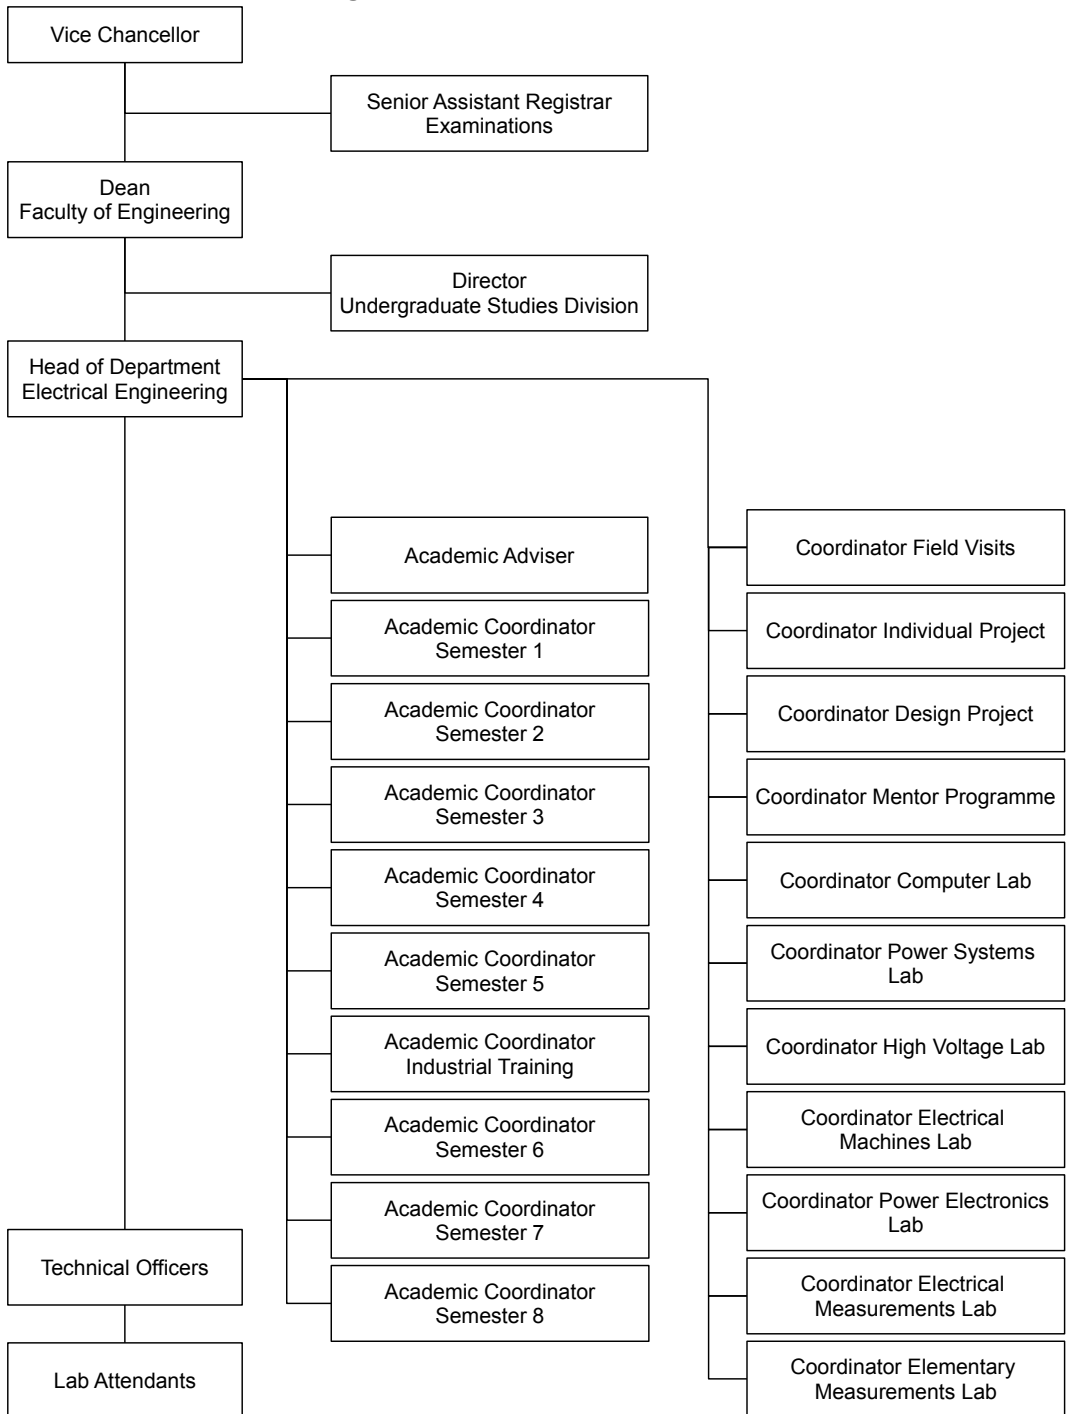 Vice Chancellor
Senior Assistant Registrar
Examinations
Dean
Faculty of Engineering
Director
Undergraduate Studies Division
Head of Department
Electrical Engineering
Academic Adviser
Academic Coordinator
Semester 1
Academic Coordinator
Semester 2
Academic Coordinator
Semester 3
Academic Coordinator
Semester 4
Academic Coordinator
Semester 5
Academic Coordinator
Industrial Training
Academic Coordinator
Semester 6
Academic Coordinator
Semester 7
Academic Coordinator
Semester 8
Coordinator Field Visits
Coordinator Individual Project
Coordinator Design Project
Coordinator Mentor Programme
Coordinator Computer Lab
Coordinator Power Systems
Lab
Coordinator High Voltage Lab
Coordinator Electrical
Machines Lab
Coordinator Power Electronics
Lab
Coordinator Electrical
Measurements Lab
Coordinator Elementary
Measurements Lab
Technical Officers
Lab Attendants